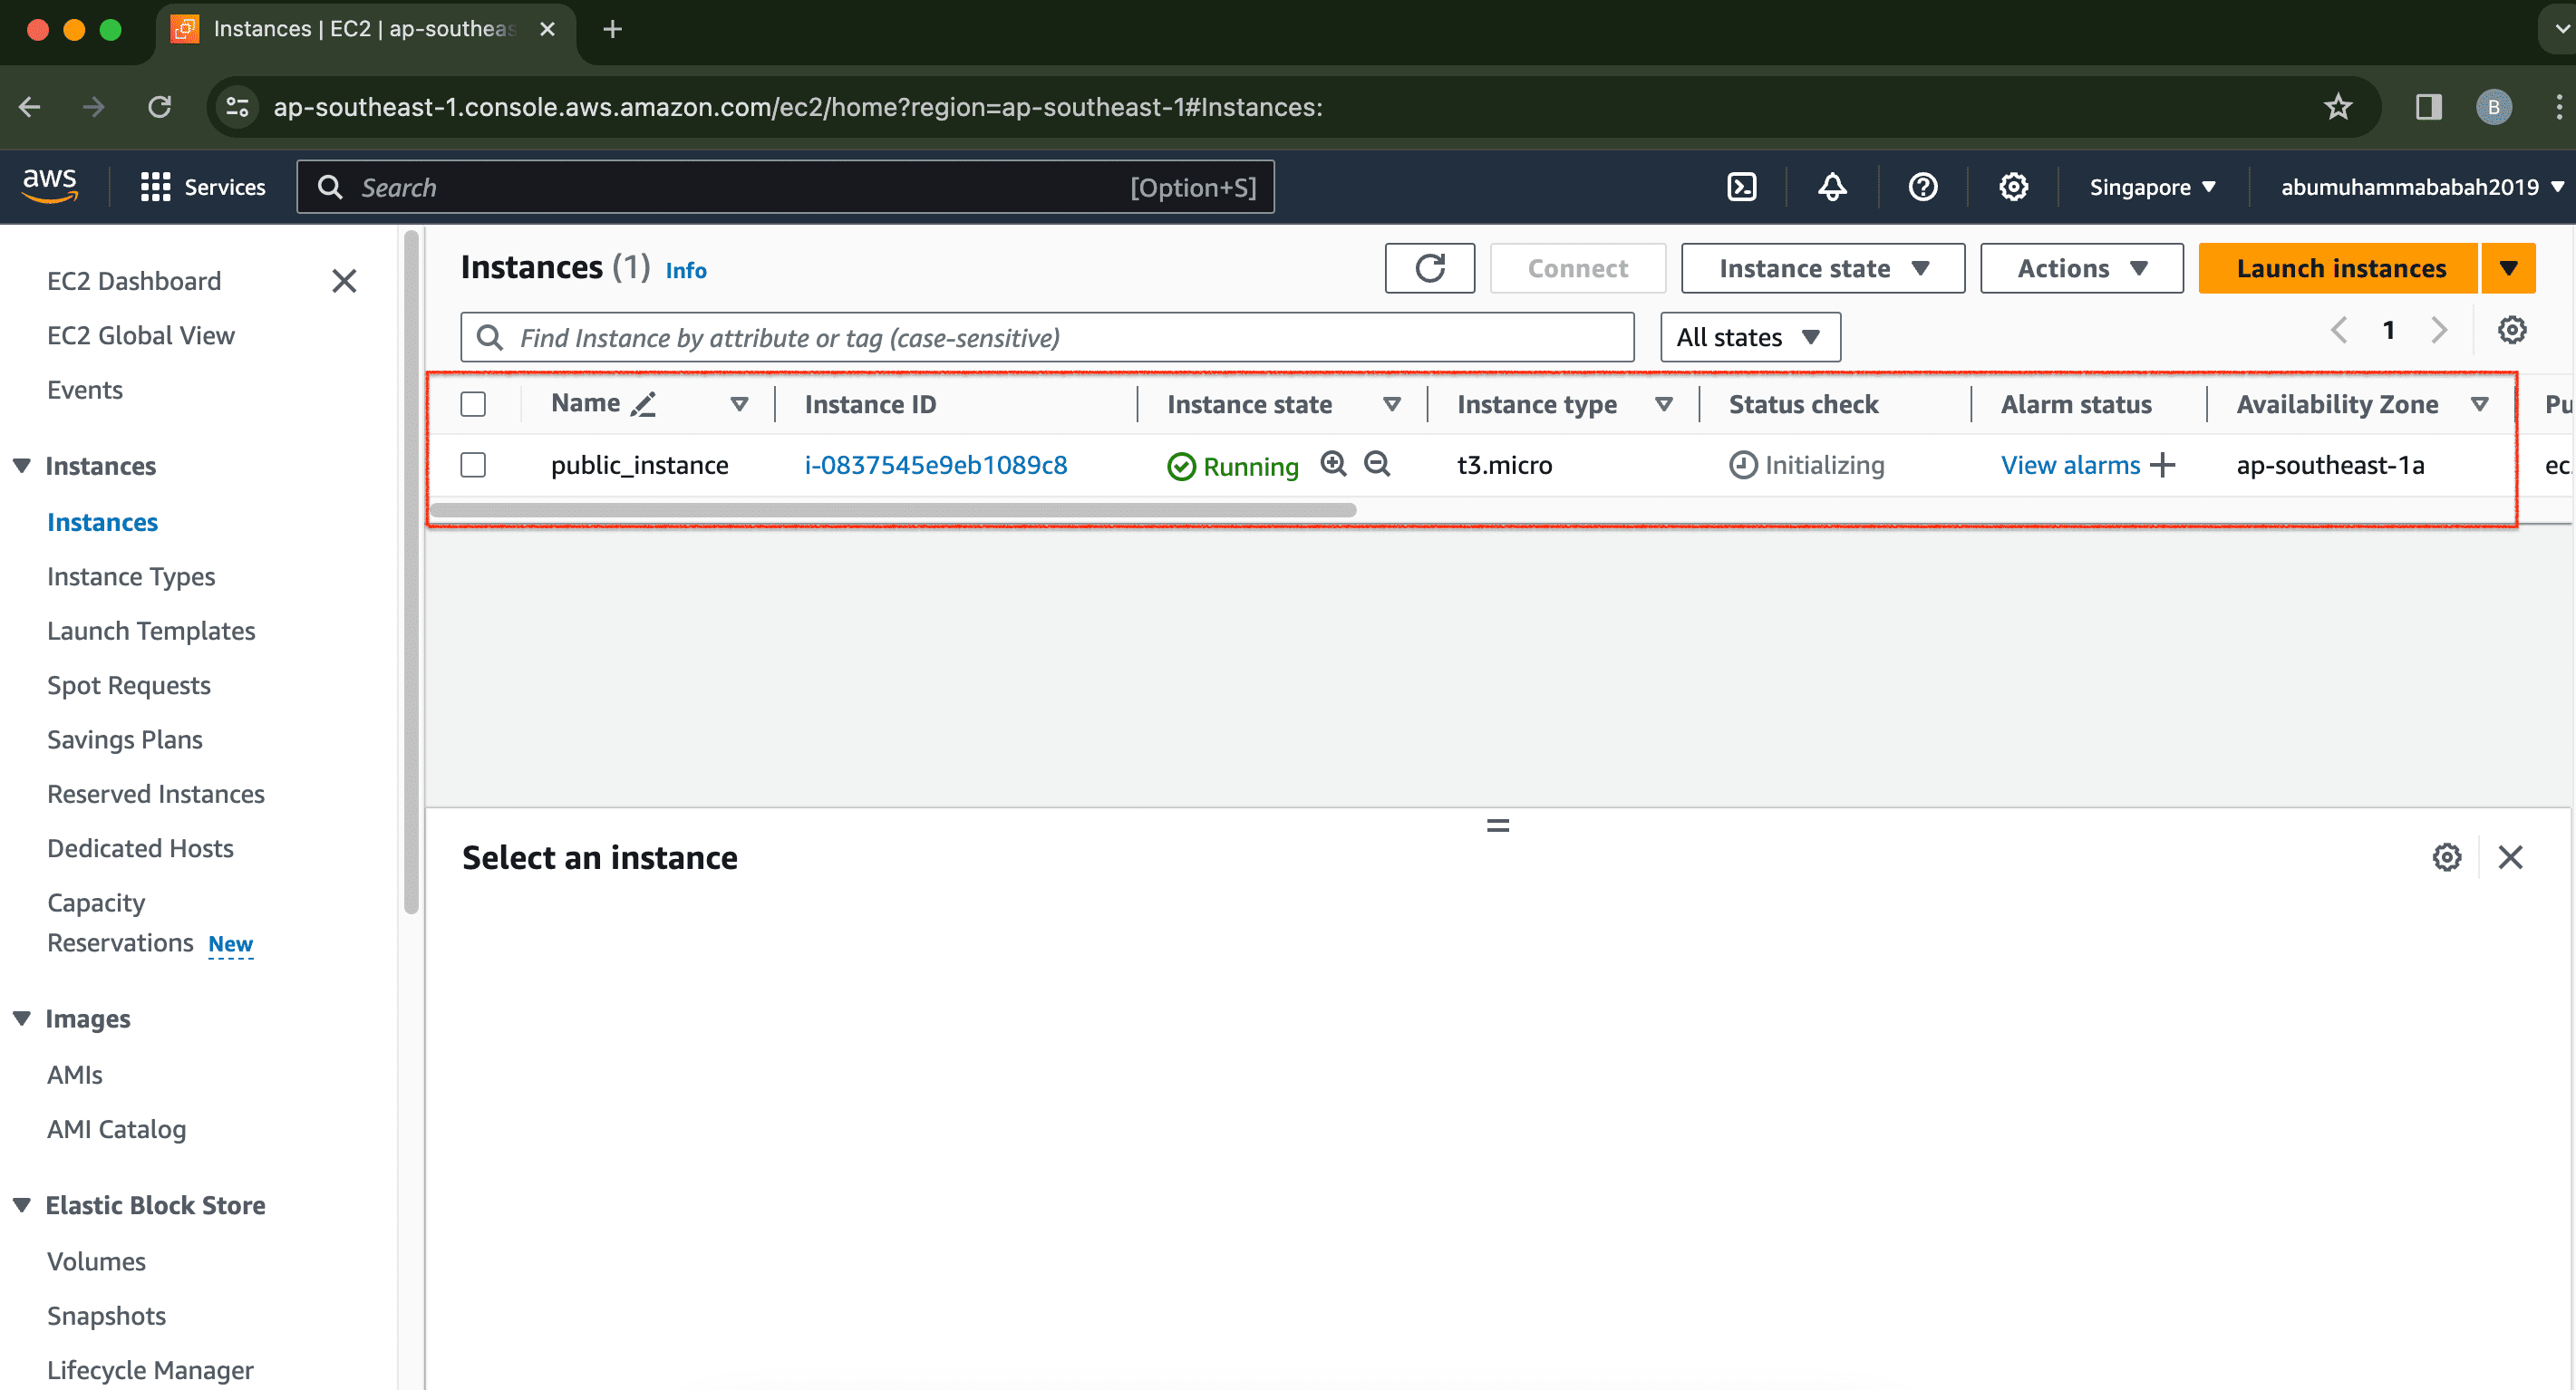 Instances | EC2 | ap-southeas
ap-southeast-1.console.aws.amazon.com/ec2/home?region=ap-southeast-1#Instances:
B
aws
Services
Search
[Option+S]
Singapore
abumuhammababah2019
EC2 Dashboard
EC2 Global View
Events
Instances
Instances
Instance Types
Launch Templates
Spot Requests
Savings Plans
Reserved Instances
Dedicated Hosts
Capacity
Reservations New
Images
AMIs
AMI Catalog
Elastic Block Store
Volumes
Snapshots
Lifecycle Manager
Instances (1) Info
Connect
Instance state
Actions
Launch instances
Find Instance by attribute or tag (case-sensitive)
All states
1
Name Instance ID Instance state Instance type Status check Alarm status Availability Zone Pu
public_instance i-0837545e9eb1089c8 Running t3.micro Initializing View alarms ap-southeast-1a ec
Select an instance